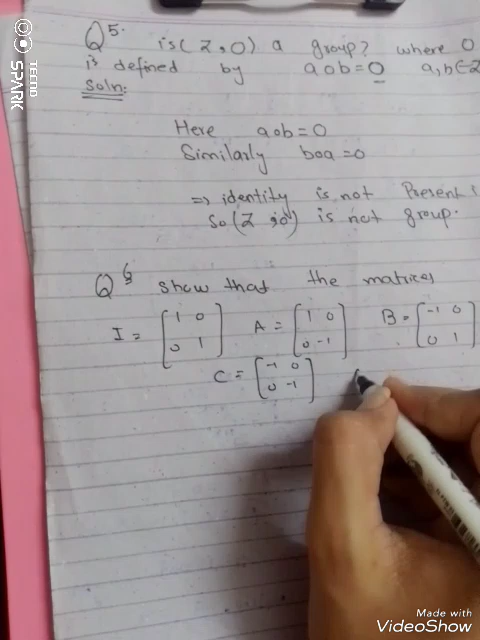 Q 5. is (Z, o) a group? where o
is defined by a o b = 0 a, b ∈ Z
Soln:
Here a o b = 0
Similarly b o a = 0
⇒ identity is not Present
So (Z, o) is not group.
Q 6 Show that the matrices
I = [1 0 A = [1 0 B = [-1 0
0 1] 0 -1] 0 1]
C = [-1 0
0 -1]
SPARK
TECNO
Made with
VideoShow